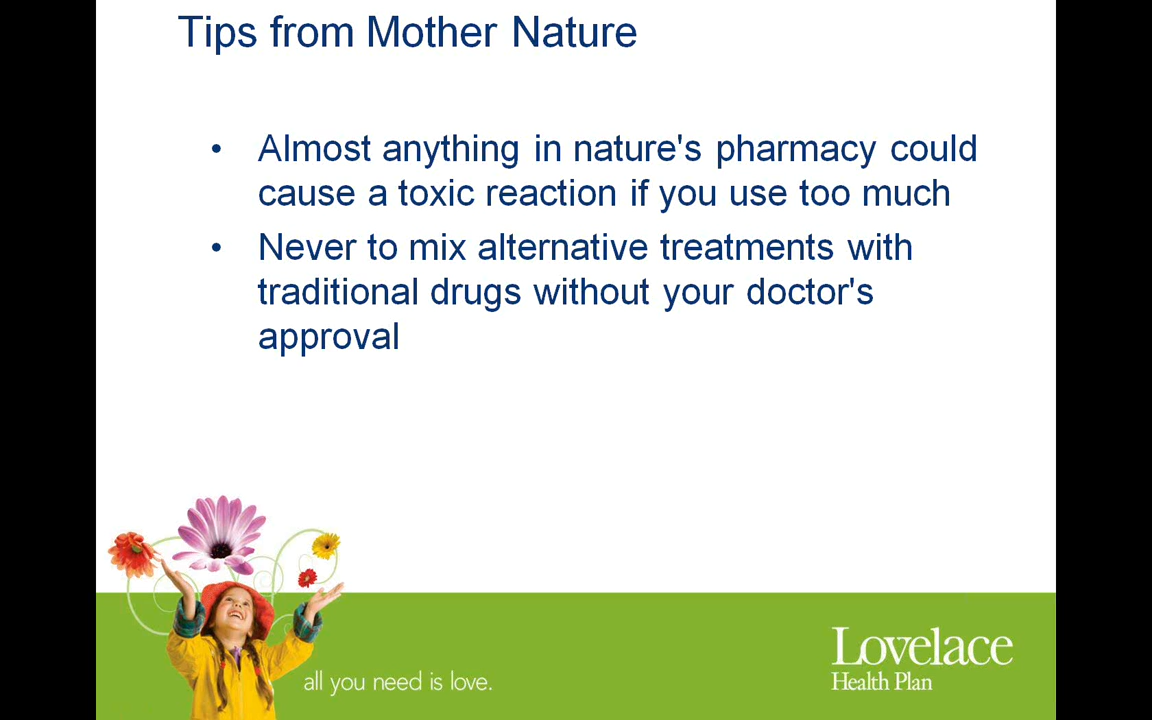 Tips from Mother Nature
• Almost anything in nature's pharmacy could
cause a toxic reaction if you use too much
• Never to mix alternative treatments with
traditional drugs without your doctor's
approval
all you need is love.
Lovelace
Health Plan